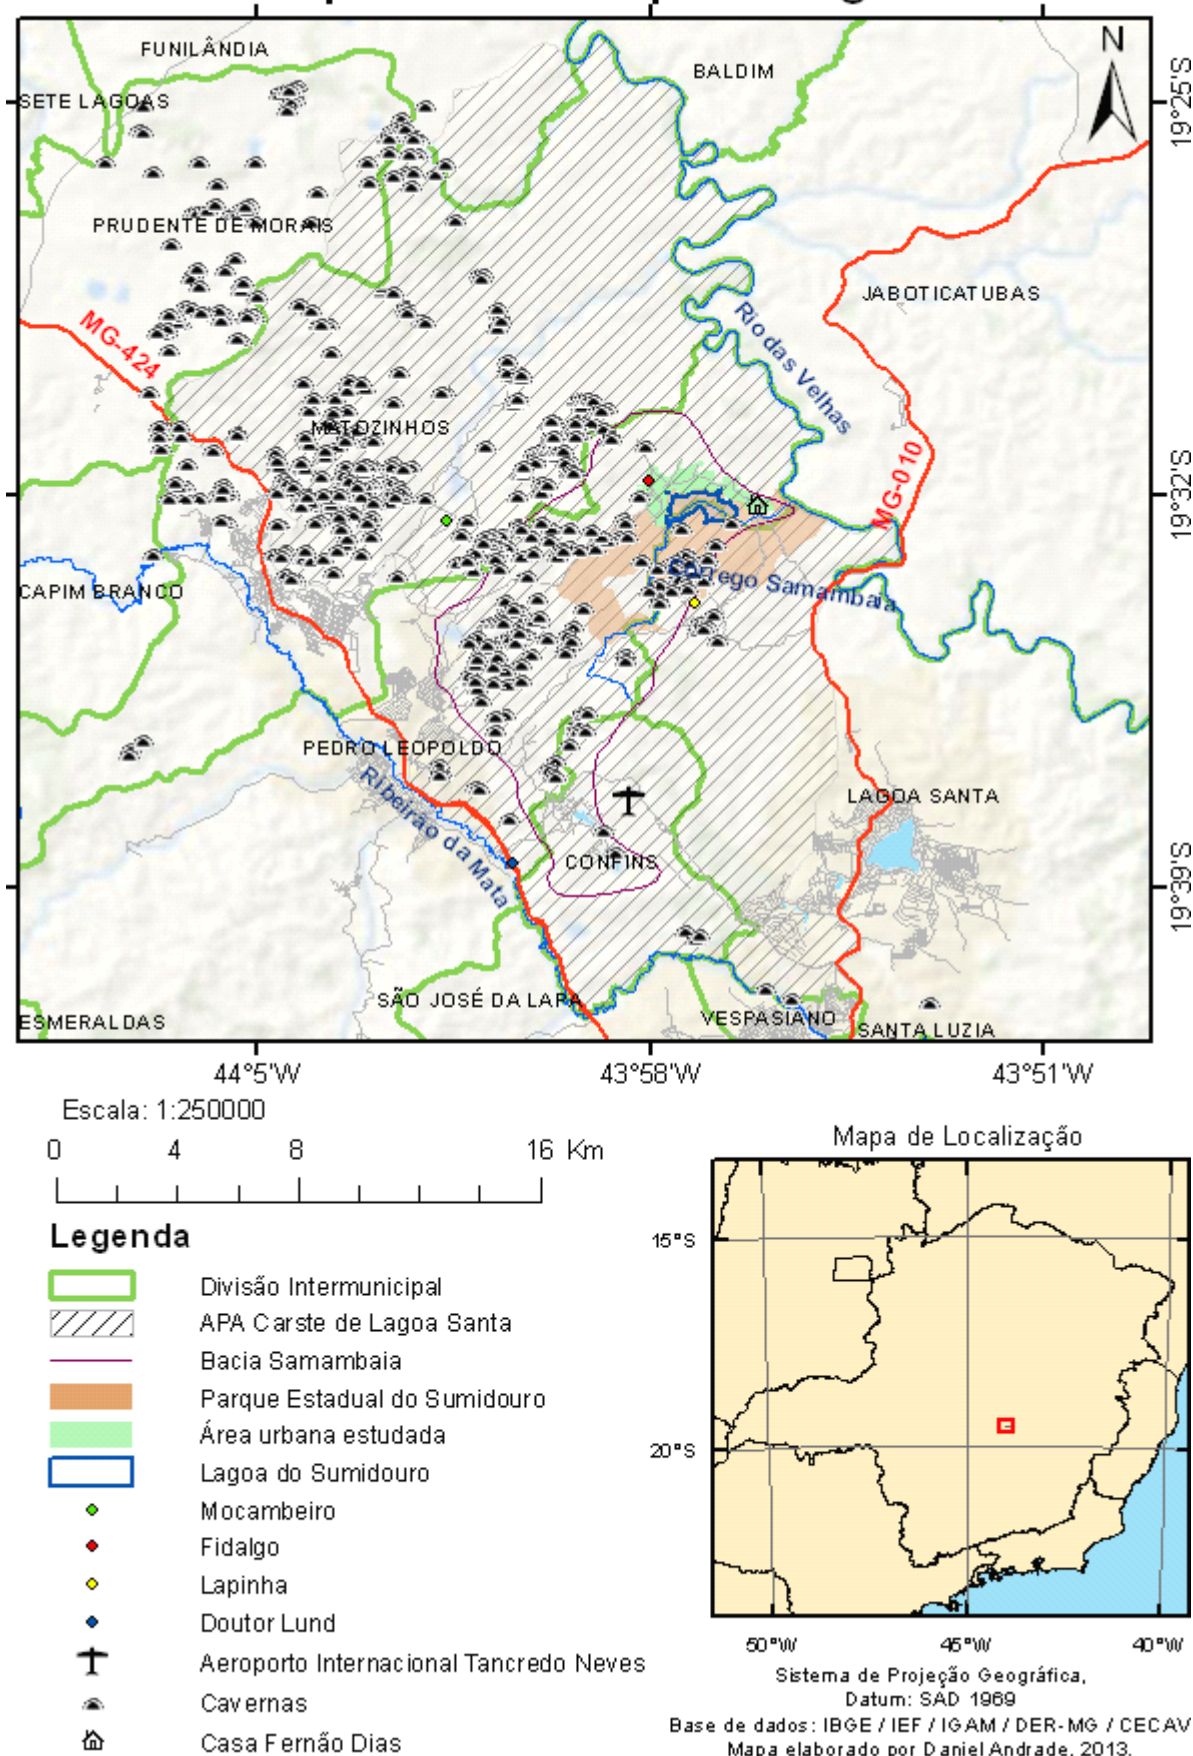 FUNILÂNDIA
BALDIM
N
SETE LAGOAS
19°25'S
PRUDENTE DE MORAIS
JABOTICATUBAS
MG-424
Rio das Velhas
MATOZINHOS
MG-010
19°32'S
Córrego Samambaia
CAPIM BRANCO
PEDRO LEOPOLDO
LAGOA SANTA
Ribeirão da Mata
CONFINS
19°39'S
SÃO JOSÉ DA LAPA
VESPASIANO
ESMERALDAS
SANTA LUZIA
44°5'W
43°58'W
43°51'W
Escala: 1:250000
0 4 8 16 Km
Mapa de Localização
15°S
20°S
50°W
45°W
40°W
Legenda
Divisão Intermunicipal
APA Carste de Lagoa Santa
Bacia Samambaia
Parque Estadual do Sumidouro
Área urbana estudada
Lagoa do Sumidouro
Mocambeiro
Fidalgo
Lapinha
Doutor Lund
Aeroporto Internacional Tancredo Neves
Cavernas
Casa Fernão Dias
Sistema de Projeção Geográfica,
Datum: SAD 1969
Base de dados: IBGE / IEF / IGAM / DER-MG / CECAV
Mapa elaborado por Daniel Andrade, 2013.